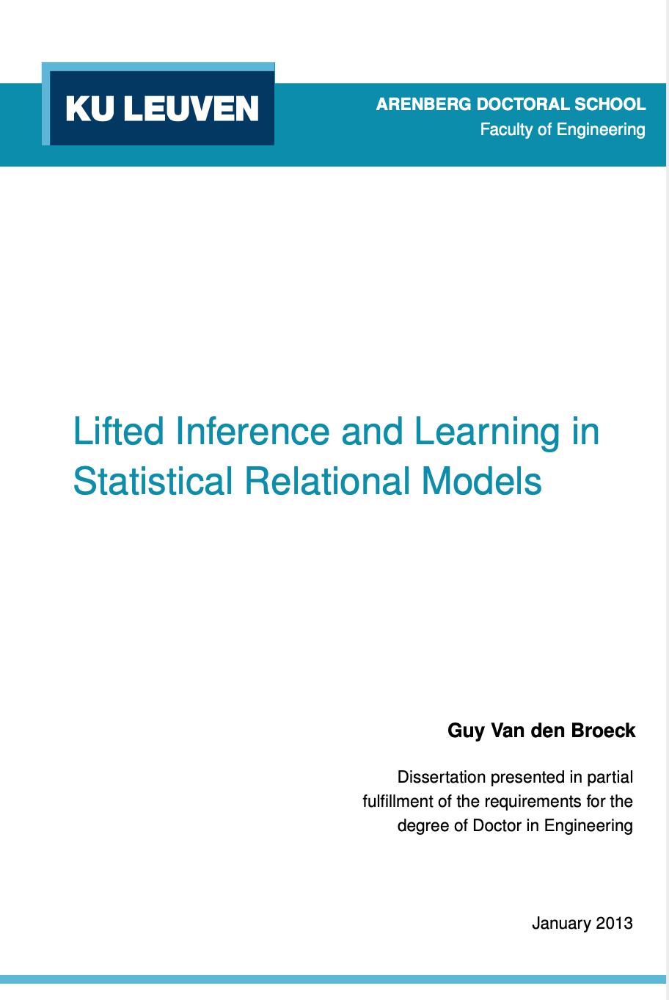 KU LEUVEN
ARENBERG DOCTORAL SCHOOL
Faculty of Engineering
Lifted Inference and Learning in
Statistical Relational Models
Guy Van den Broeck
Dissertation presented in partial
fulfillment of the requirements for the
degree of Doctor in Engineering
January 2013